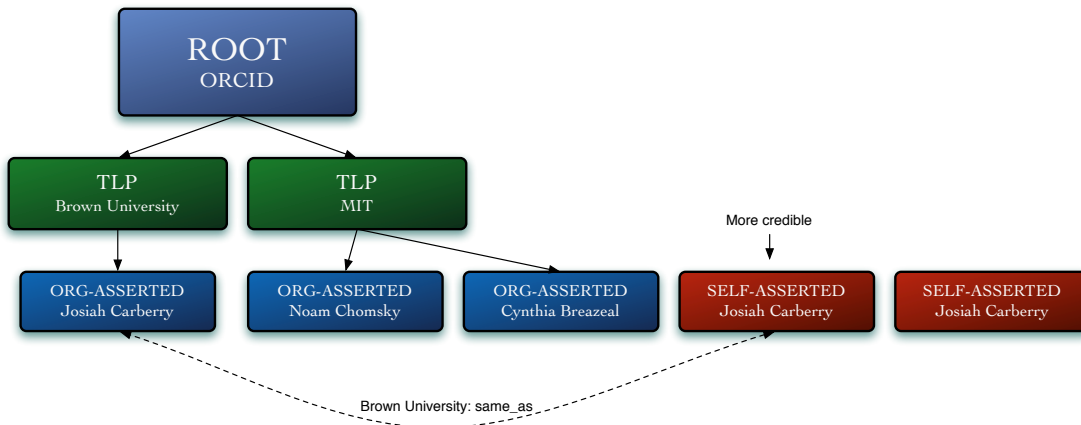 ROOT
ORCID
TLP
Brown University
TLP
MIT
More credible
ORG-ASSERTED
Josiah Carberry
ORG-ASSERTED
Noam Chomsky
ORG-ASSERTED
Cynthia Breazeal
SELF-ASSERTED
Josiah Carberry
SELF-ASSERTED
Josiah Carberry
Brown University: same_as